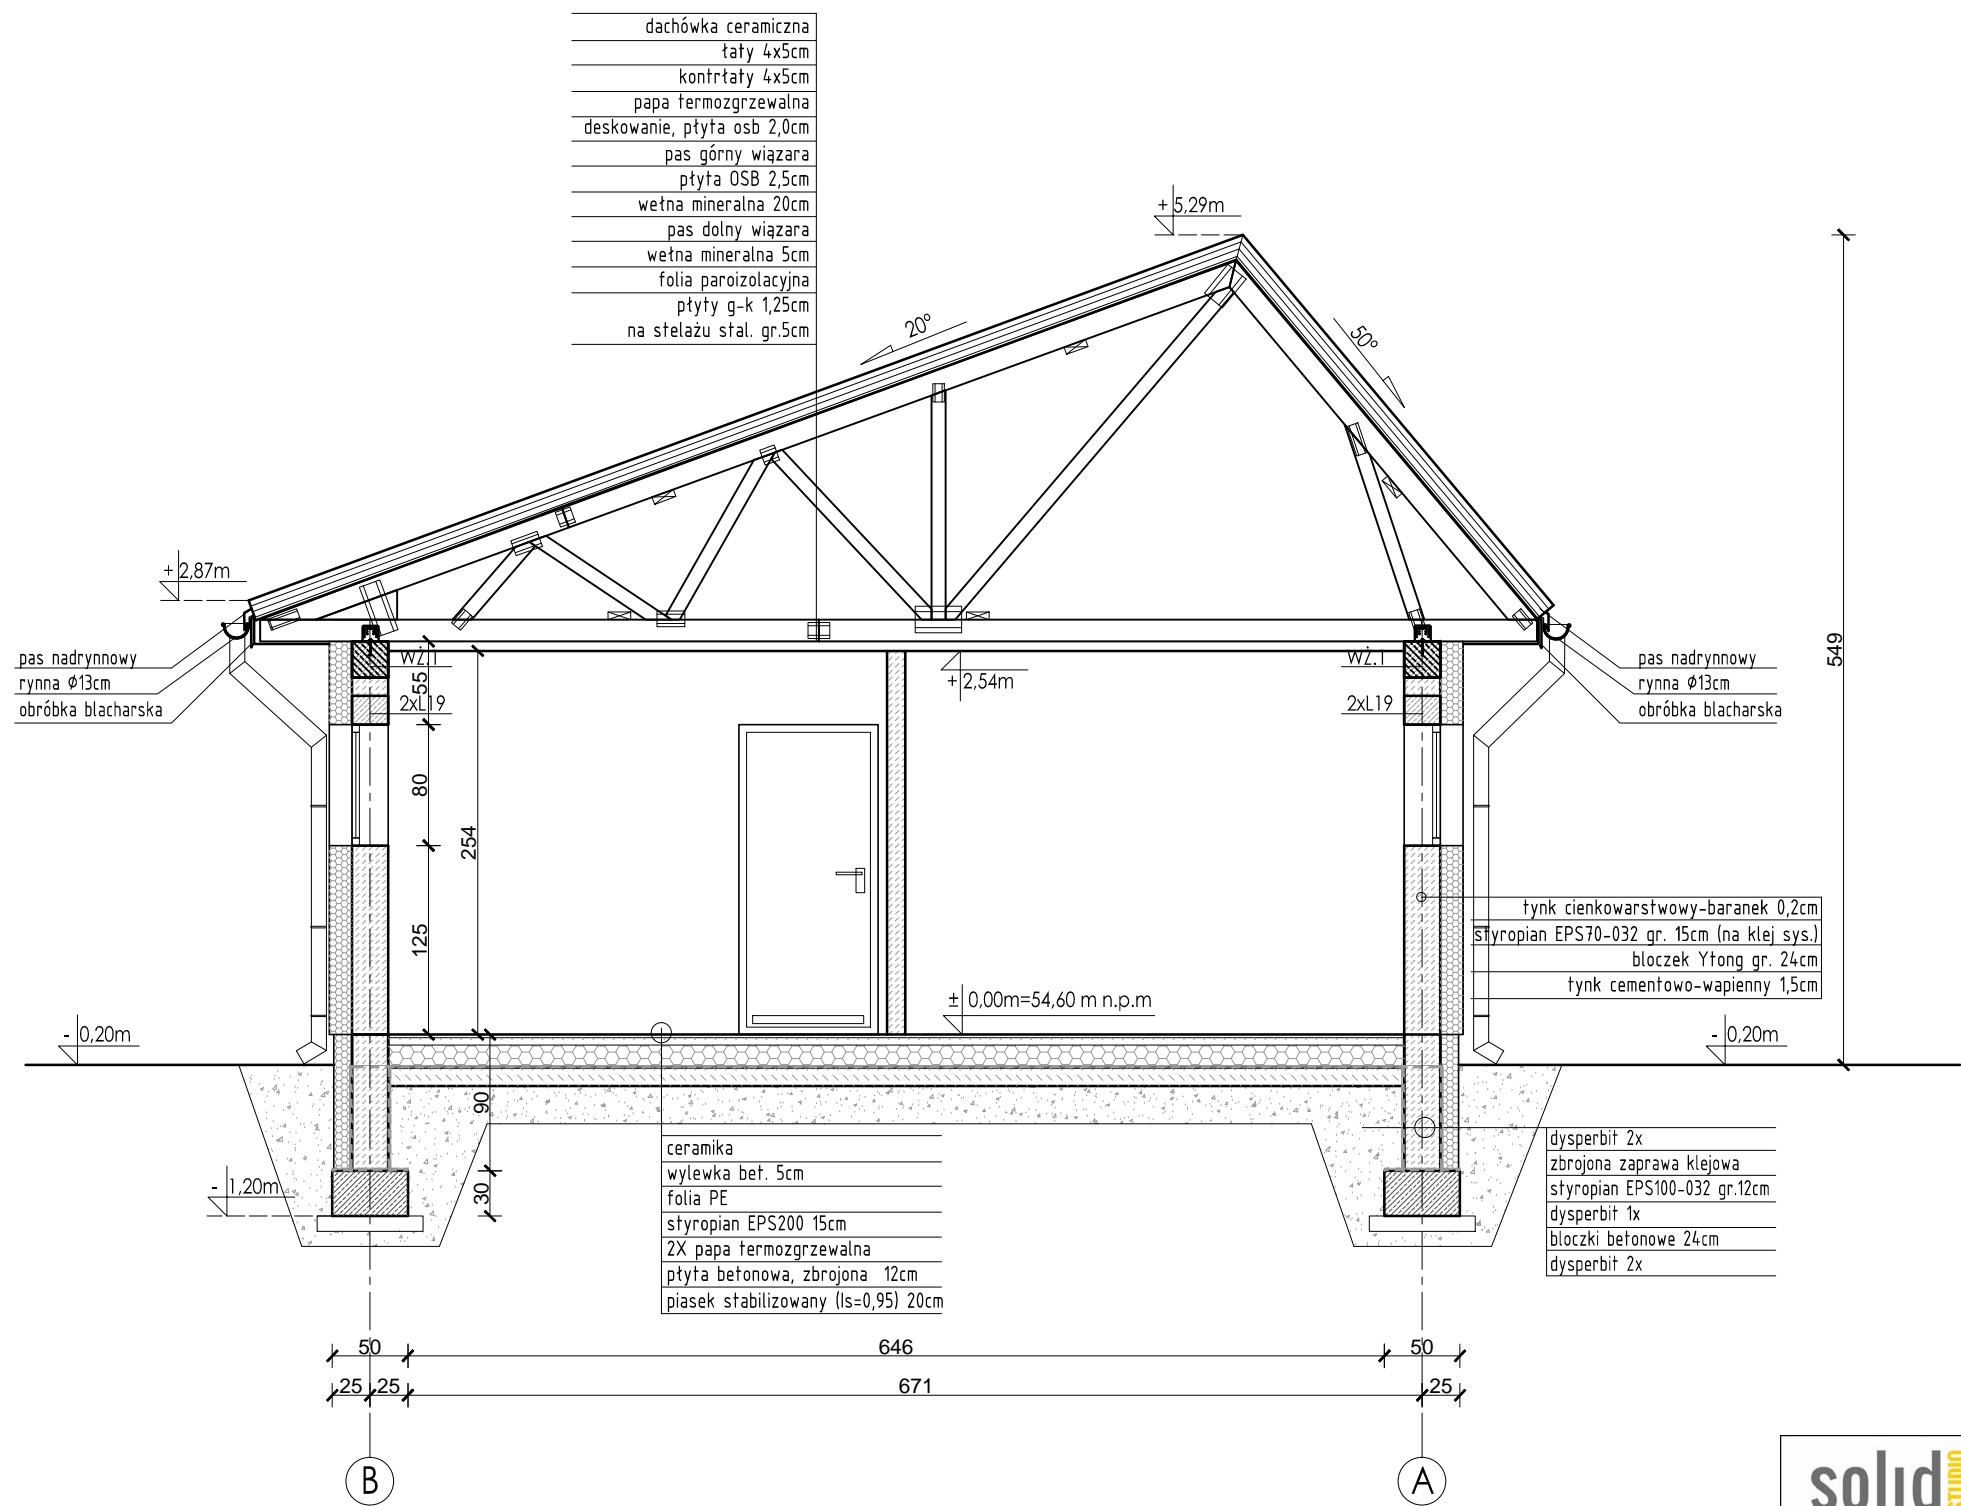 dachówka ceramiczna
łaty 4x5cm
kontrłaty 4x5cm
papa termozgrzewalna
deskowanie, płyta osb 2,0cm
pas górny wiązara
płyta OSB 2,5cm
wełna mineralna 20cm
pas dolny wiązara
wełna mineralna 5cm
folia paroizolacyjna
płyty g-k 1,25cm
na stelażu stal. gr.5cm
+5,29m
20°
50°
+2,87m
549
pas nadrynnowy
rynna ϕ13cm
obróbka blacharska
WŻ.1
55
2xL19
+2,54m
WŻ.1
2xL19
pas nadrynnowy
rynna ϕ13cm
obróbka blacharska
80
254
125
tynk cienkowarstwowy-baranek 0,2cm
styropian EPS70-032 gr. 15cm (na klej sys.)
bloczek Ytong gr. 24cm
tynk cementowo-wapienny 1,5cm
± 0,00m=54,60 m n.p.m
- 0,20m
- 0,20m
90
30
- 1,20m
ceramika
wylewka bet. 5cm
folia PE
styropian EPS200 15cm
2X papa termozgrzewalna
płyta betonowa, zbrojona 12cm
piasek stabilizowany (Is=0,95) 20cm
dysperbit 2x
zbrojona zaprawa klejowa
styropian EPS100-032 gr.12cm
dysperbit 1x
bloczki betonowe 24cm
dysperbit 2x
50 646 50
25 25 671 25
B A
solid STUDIO